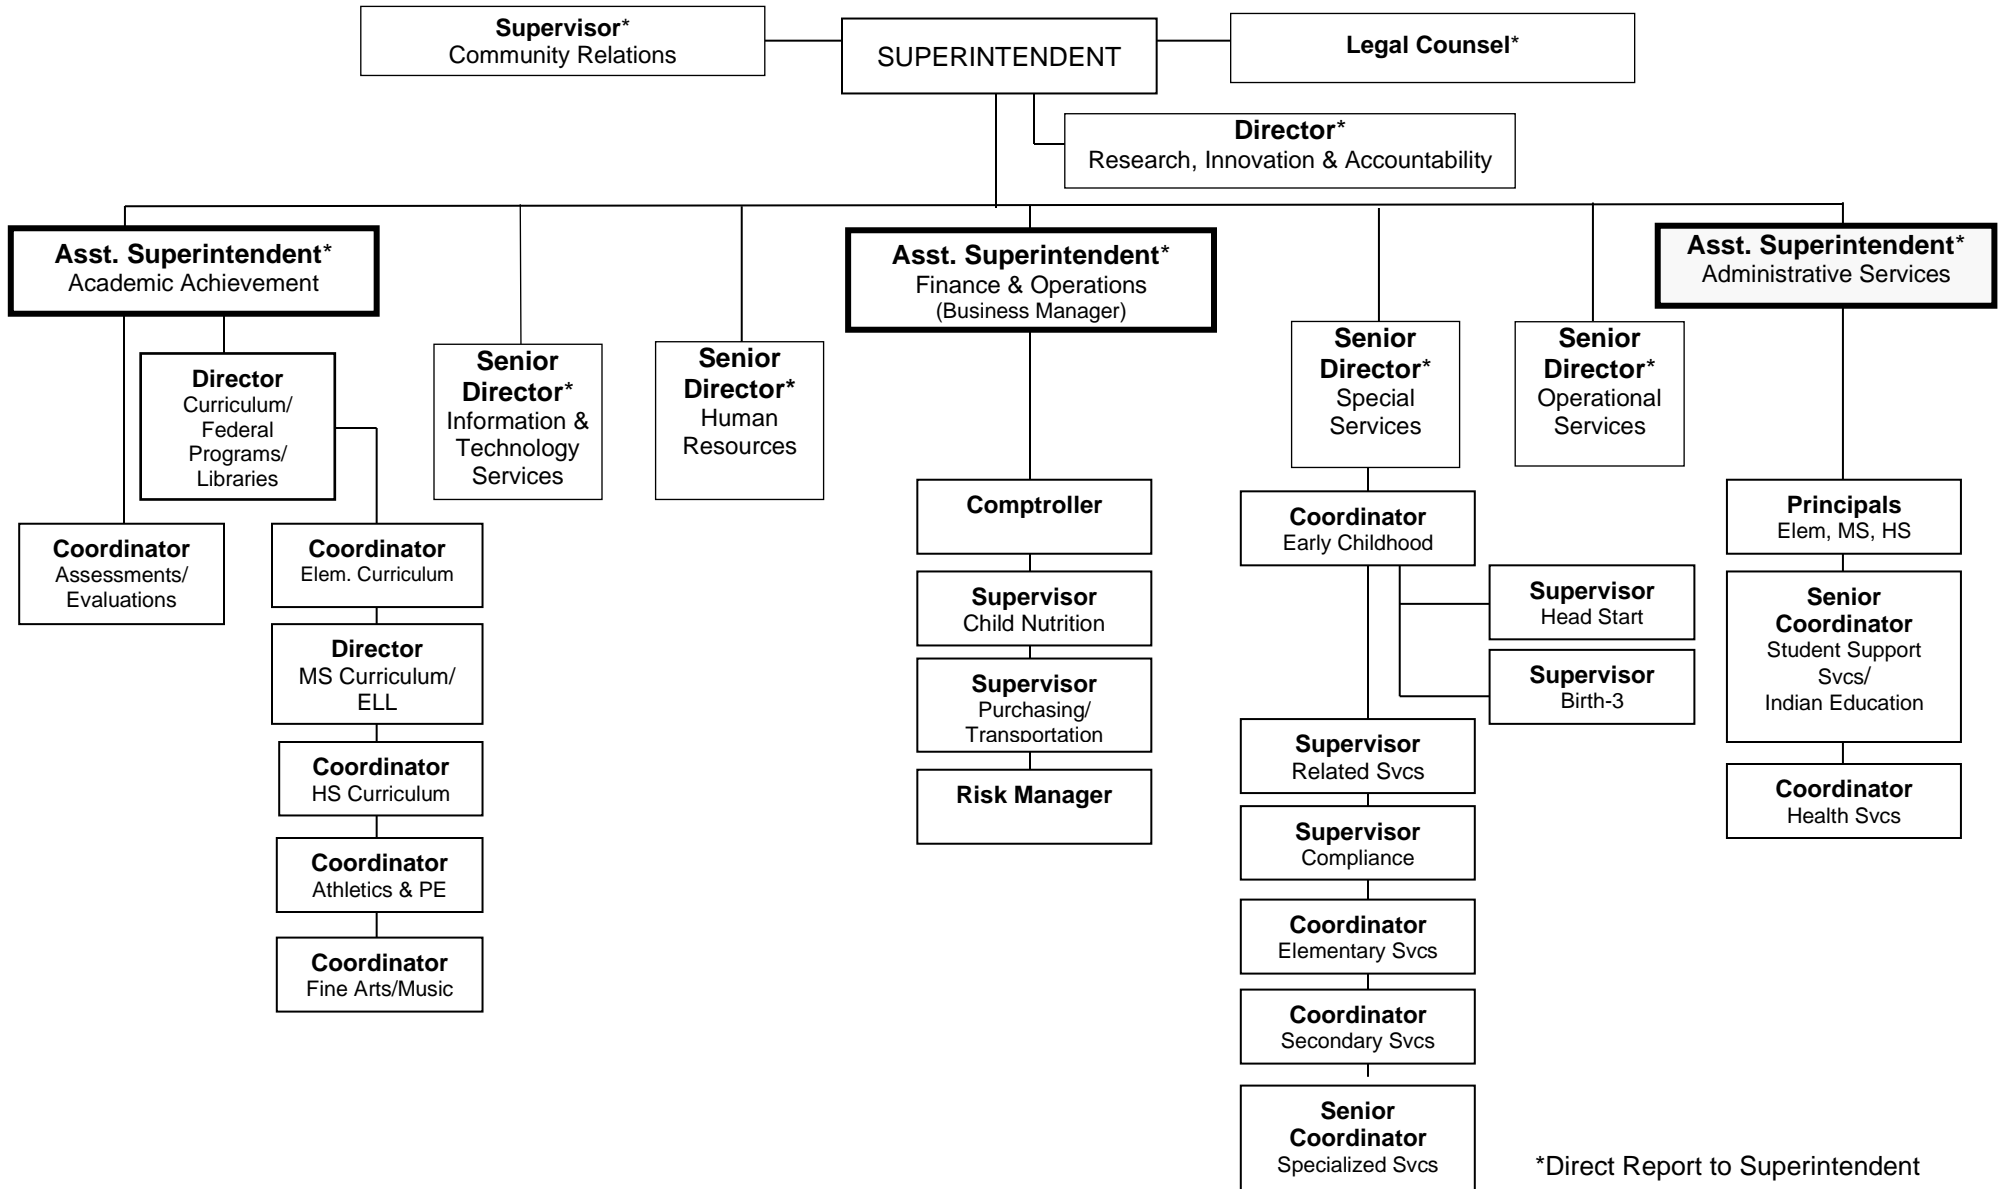 Supervisor*
Community Relations
SUPERINTENDENT
Legal Counsel*
Director*
Research, Innovation & Accountability
Asst. Superintendent*
Academic Achievement
Asst. Superintendent*
Finance & Operations
(Business Manager)
Asst. Superintendent*
Administrative Services
Director
Curriculum/
Federal
Programs/
Libraries
Senior
Director*
Information &
Technology
Services
Senior
Director*
Human
Resources
Senior
Director*
Special
Services
Senior
Director*
Operational
Services
Coordinator
Assessments/
Evaluations
Coordinator
Elem. Curriculum
Director
MS Curriculum/
ELL
Coordinator
HS Curriculum
Coordinator
Athletics & PE
Coordinator
Fine Arts/Music
Comptroller
Supervisor
Child Nutrition
Supervisor
Purchasing/
Transportation
Risk Manager
Coordinator
Early Childhood
Supervisor
Head Start
Supervisor
Birth-3
Supervisor
Related Svcs
Supervisor
Compliance
Coordinator
Elementary Svcs
Coordinator
Secondary Svcs
Senior
Coordinator
Specialized Svcs
Principals
Elem, MS, HS
Senior
Coordinator
Student Support
Svcs/
Indian Education
Coordinator
Health Svcs
*Direct Report to Superintendent